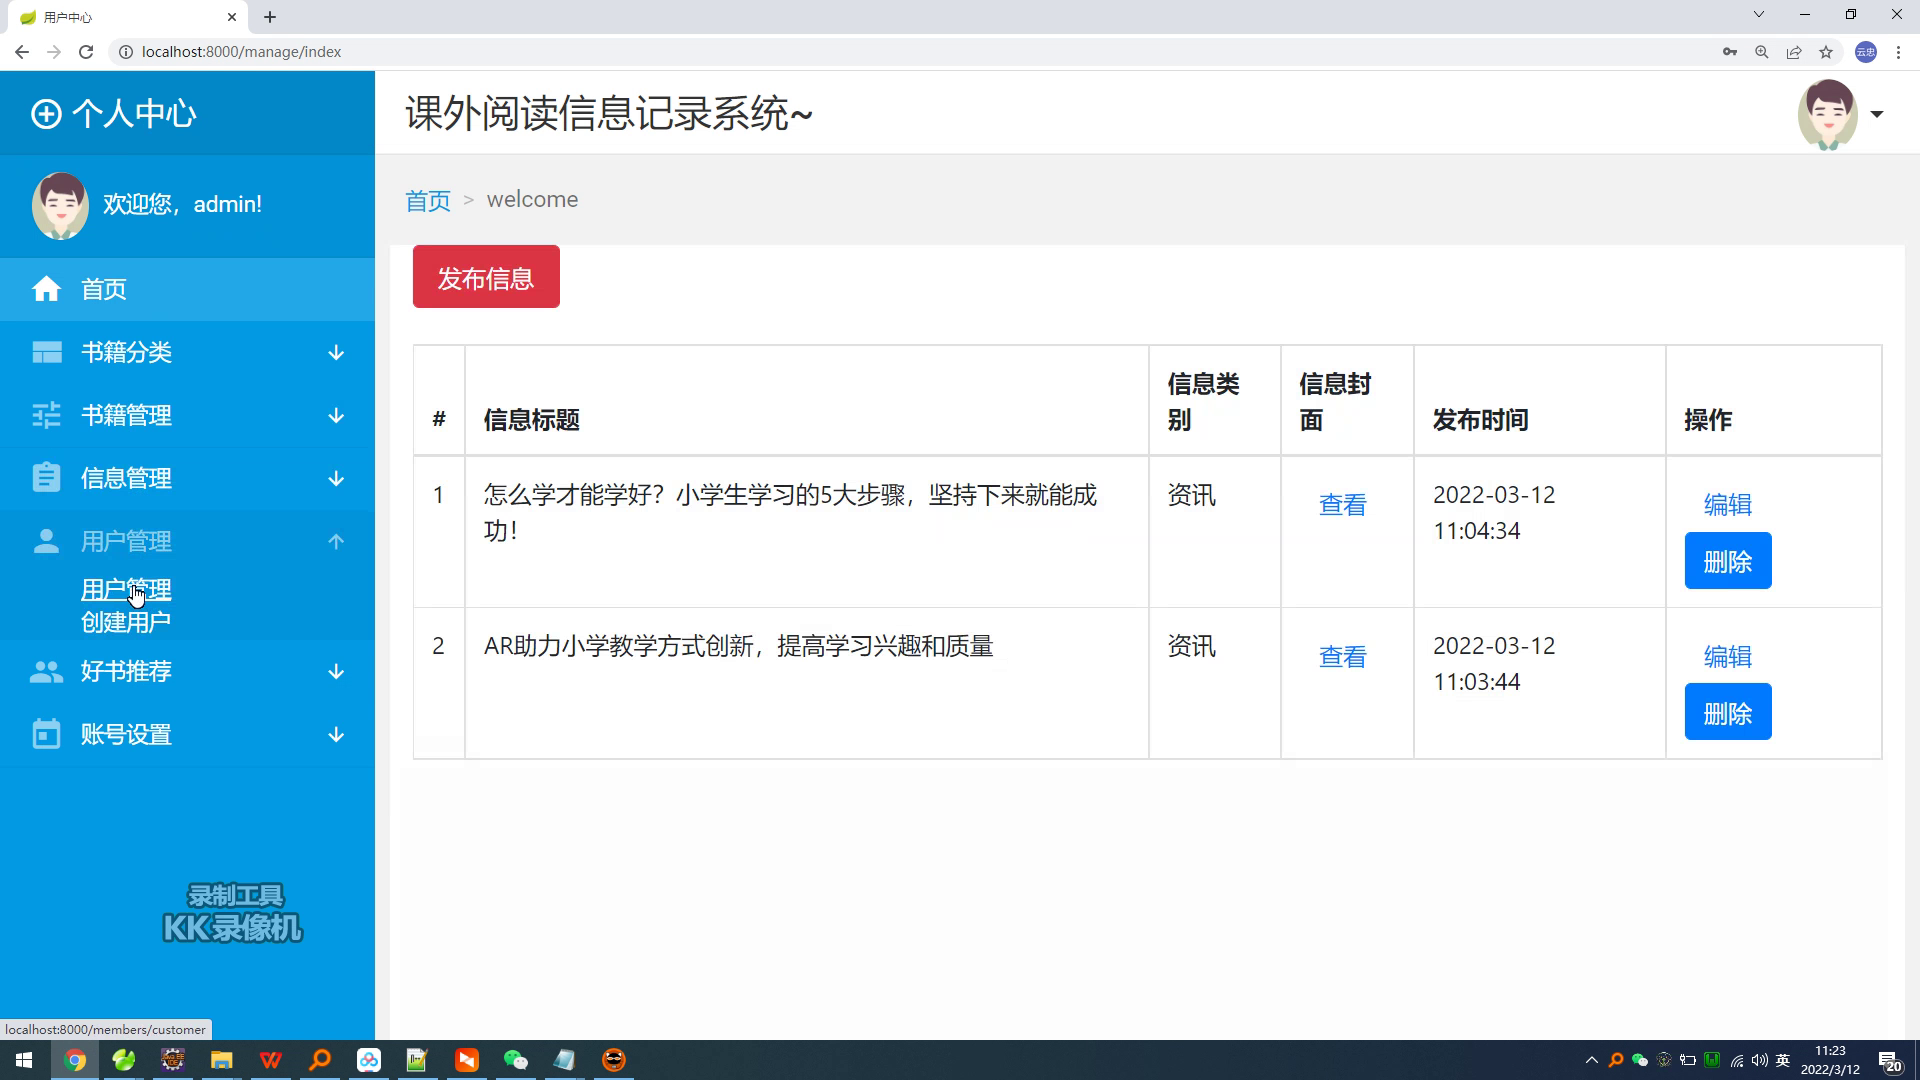 用户中心
localhost:8000/manage/index
云忠
个人中心
课外阅读信息记录系统~
欢迎您，admin!
首页 > welcome
首页
书籍分类
书籍管理
信息管理
用户管理
用户管理
创建用户
好书推荐
账号设置
发布信息
# 信息标题 信息类别 信息封面 发布时间 操作
1 怎么学才能学好？小学生学习的5大步骤，坚持下来就能成功！ 资讯 查看 2022-03-12 11:04:34 编辑 删除
2 AR助力小学教学方式创新，提高学习兴趣和质量 资讯 查看 2022-03-12 11:03:44 编辑 删除
录制工具
KK录像机
localhost:8000/members/customer
英
11:23
2022/3/12
20